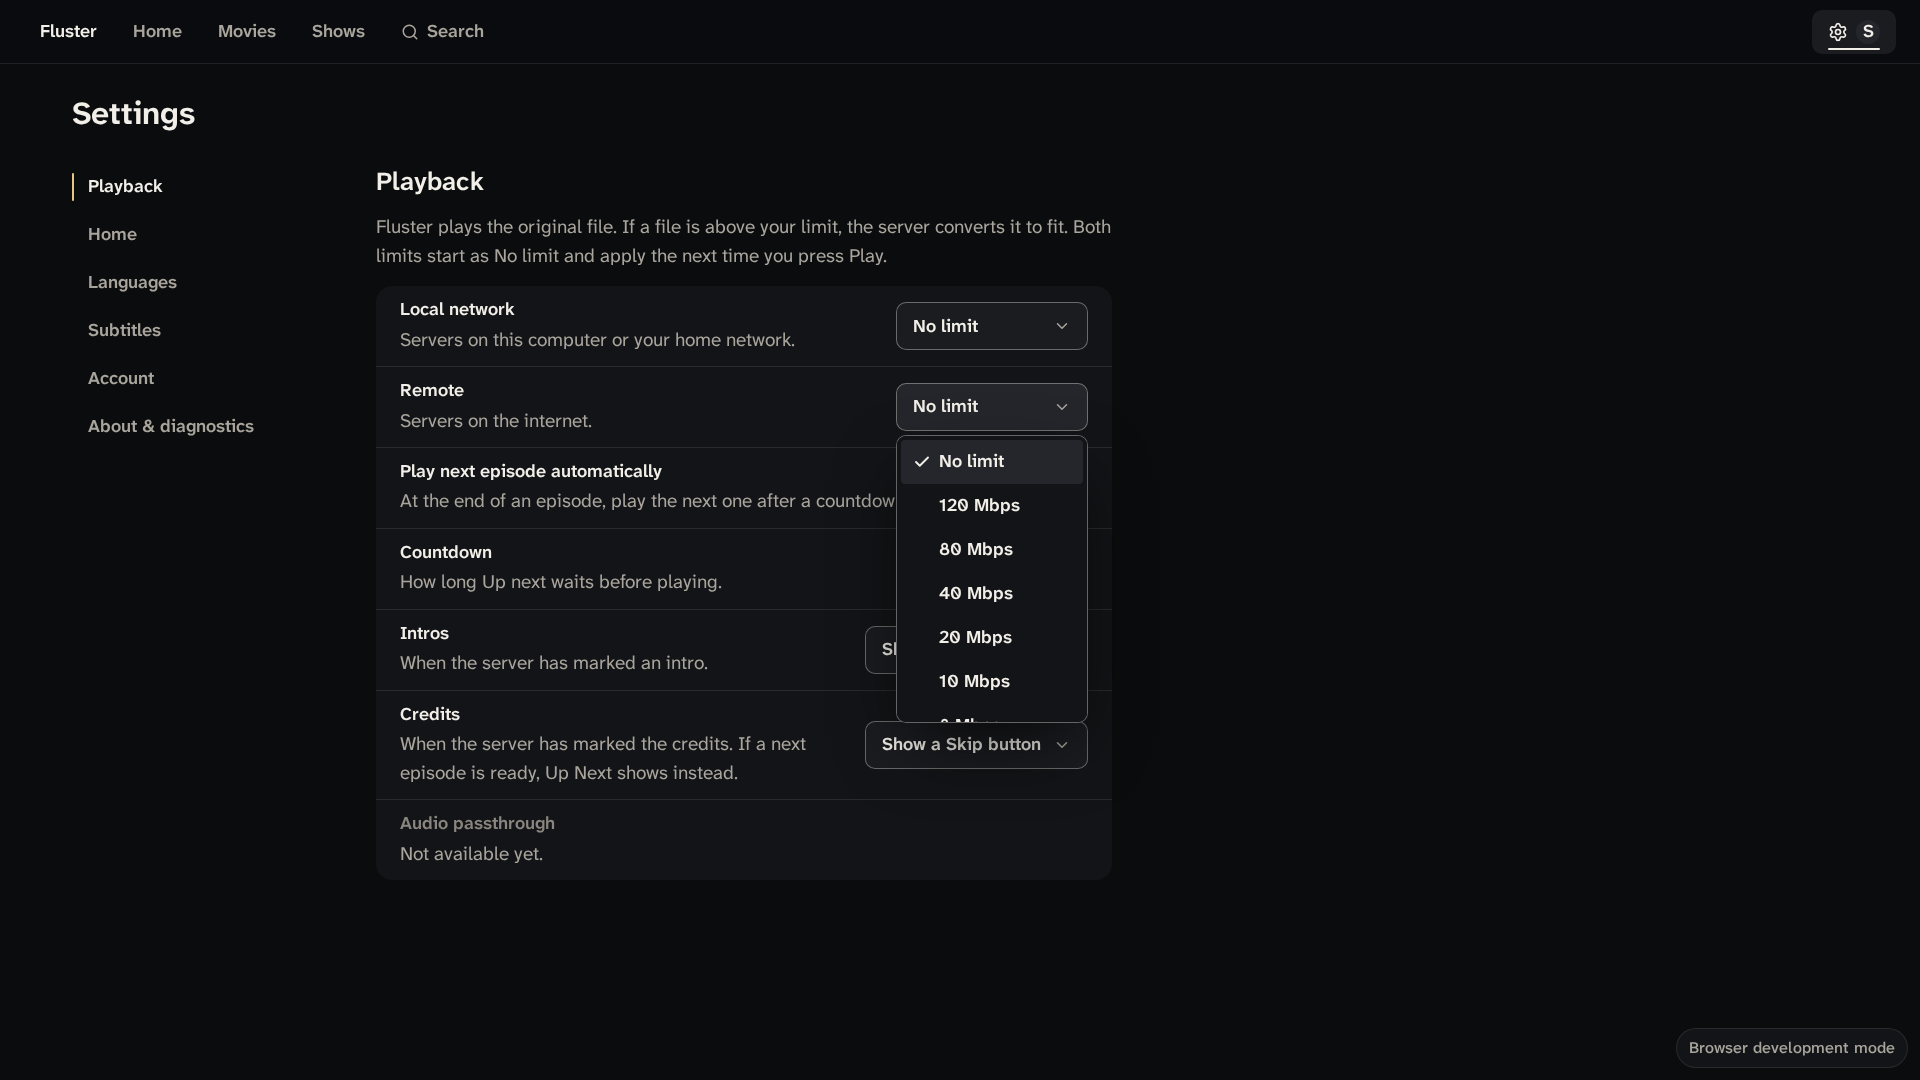 Fluster
Home
Movies
Shows
Search
S
Settings
Playback
Home
Languages
Subtitles
Account
About & diagnostics
Playback
Fluster plays the original file. If a file is above your limit, the server converts it to fit. Both
limits start as No limit and apply the next time you press Play.
Local network
Servers on this computer or your home network.
No limit
Remote
Servers on the internet.
No limit
No limit
120 Mbps
80 Mbps
40 Mbps
20 Mbps
10 Mbps
Play next episode automatically
At the end of an episode, play the next one after a
Countdown
How long Up next waits before playing.
Intros
When the server has marked an intro.
Credits
When the server has marked the credits. If a next
episode is ready, Up Next shows instead.
Show a Skip button
Audio passthrough
Not available yet.
Browser development mode